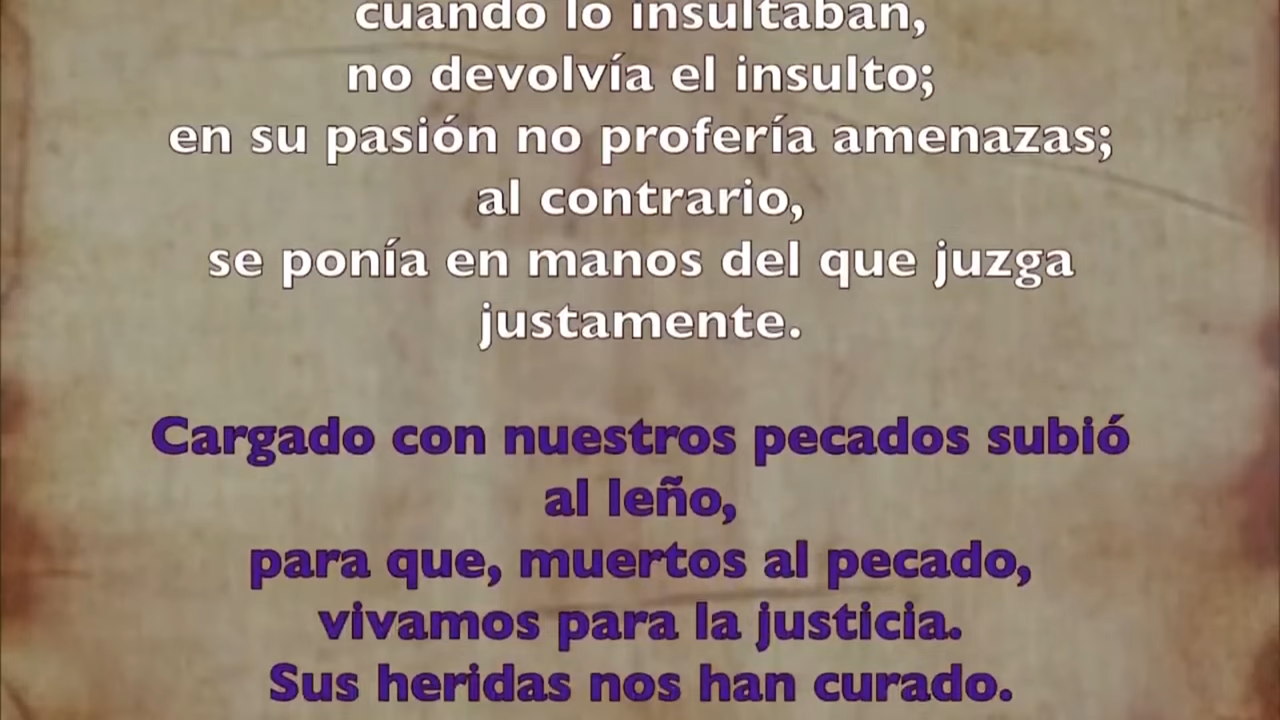 cuando lo insultaban,
no devolvía el insulto;
en su pasión no profería amenazas;
al contrario,
se ponía en manos del que juzga
justamente.
Cargado con nuestros pecados subió
al leño,
para que, muertos al pecado,
vivamos para la justicia.
Sus heridas nos han curado.